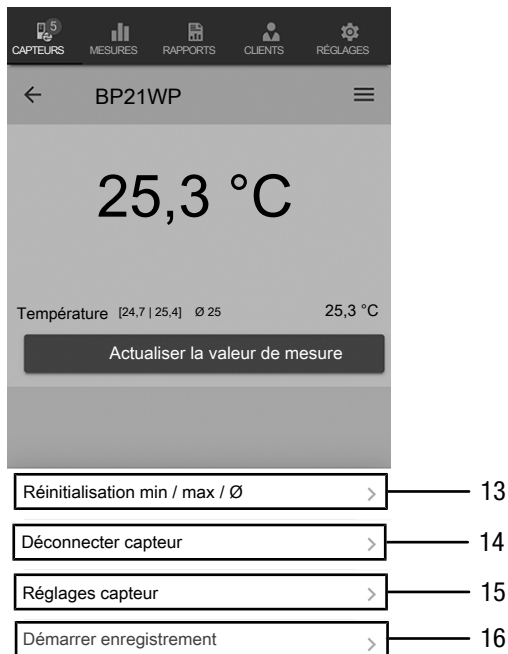 5
CAPTEURS MESURES RAPPORTS CLIENTS RÉGLAGES
BP21WP
25,3 °C
Température [24,7 | 25,4] Ø 25 25,3 °C
Actualiser la valeur de mesure
Réinitialisation min / max / Ø 13
Déconnecter capteur 14
Réglages capteur 15
Démarrer enregistrement 16